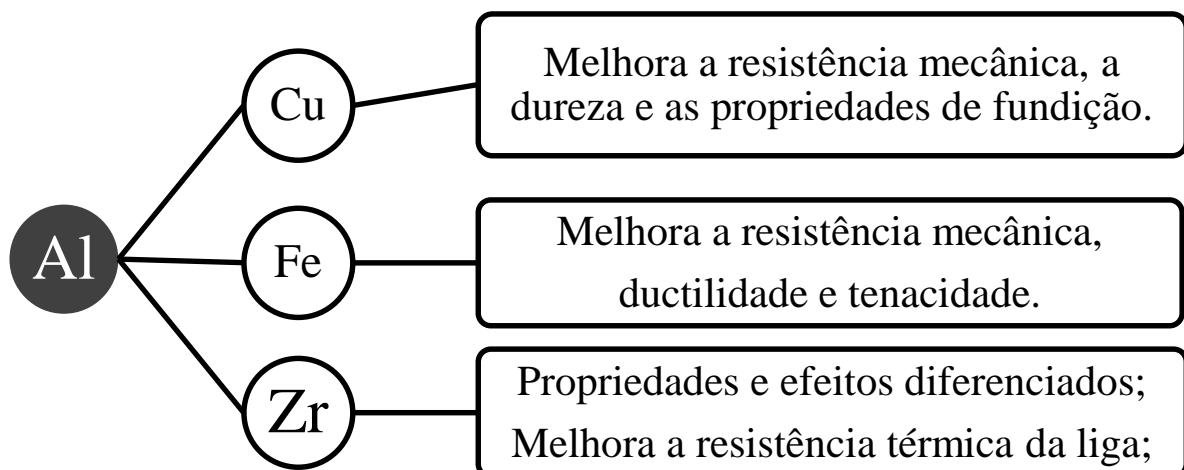 Al
Cu
Melhora a resistência mecânica, a
dureza e as propriedades de fundição.
Fe
Melhora a resistência mecânica,
ductilidade e tenacidade.
Zr
Propriedades e efeitos diferenciados;
Melhora a resistência térmica da liga;